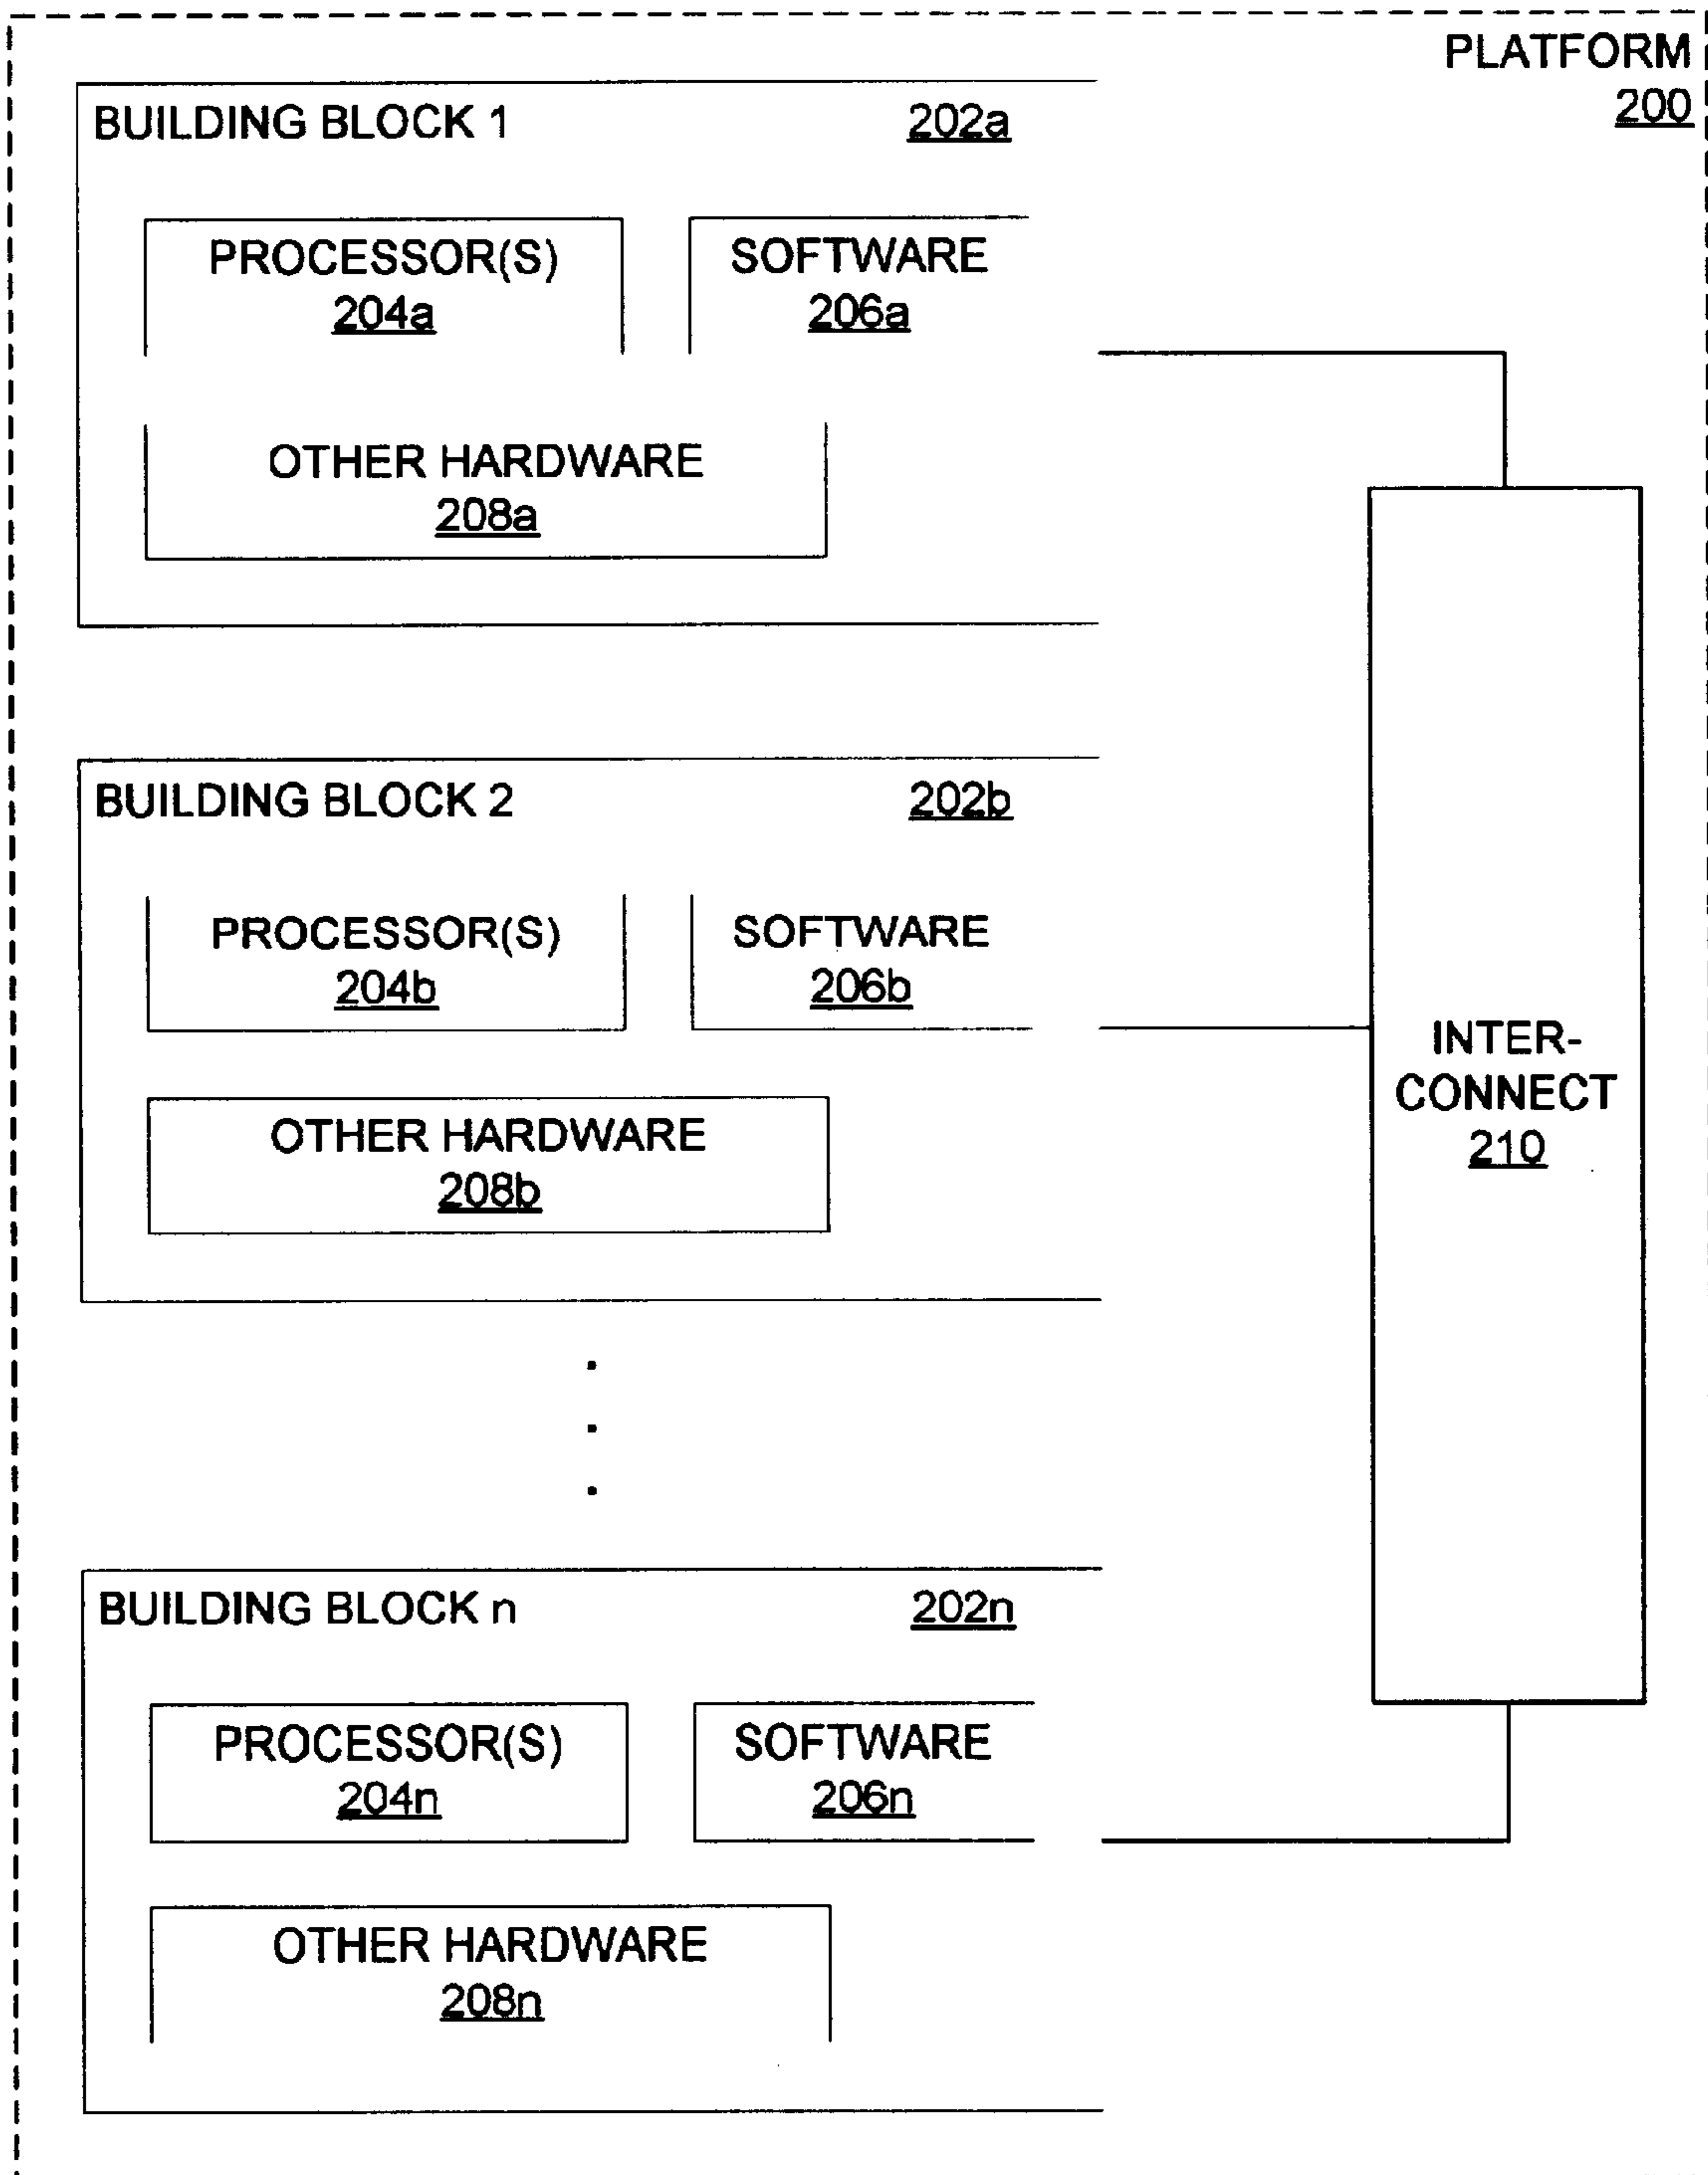 PLATFORM
200
BUILDING BLOCK 1 202a
PROCESSOR(S) SOFTWARE
204a 206a
OTHER HARDWARE
208a
BUILDING BLOCK 2 202b
PROCESSOR(S) SOFTWARE
204b 206b
OTHER HARDWARE
208b
INTER-
CONNECT
210
BUILDING BLOCK n 202n
PROCESSOR(S) SOFTWARE
204n 206n
OTHER HARDWARE
208n